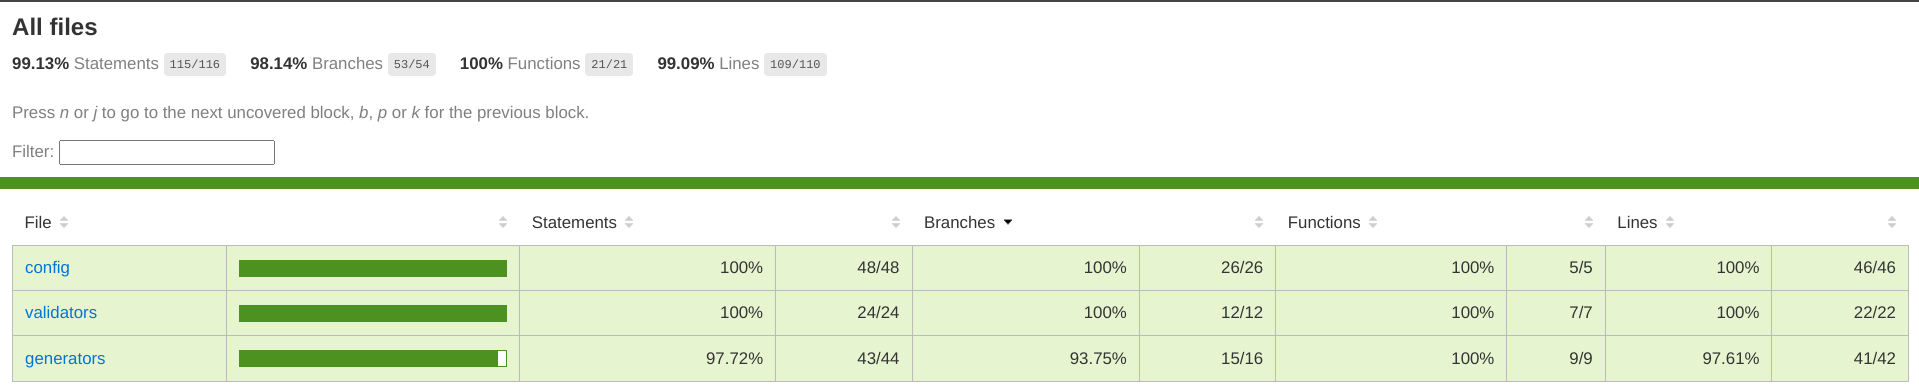 All files
99.13% Statements 115/116 98.14% Branches 53/54 100% Functions 21/21 99.09% Lines 109/110
Press n or j to go to the next uncovered block, b, p or k for the previous block.
Filter:
File Statements Branches Functions Lines
config 100% 48/48 100% 26/26 100% 5/5 100% 46/46
validators 100% 24/24 100% 12/12 100% 7/7 100% 22/22
generators 97.72% 43/44 93.75% 15/16 100% 9/9 97.61% 41/42